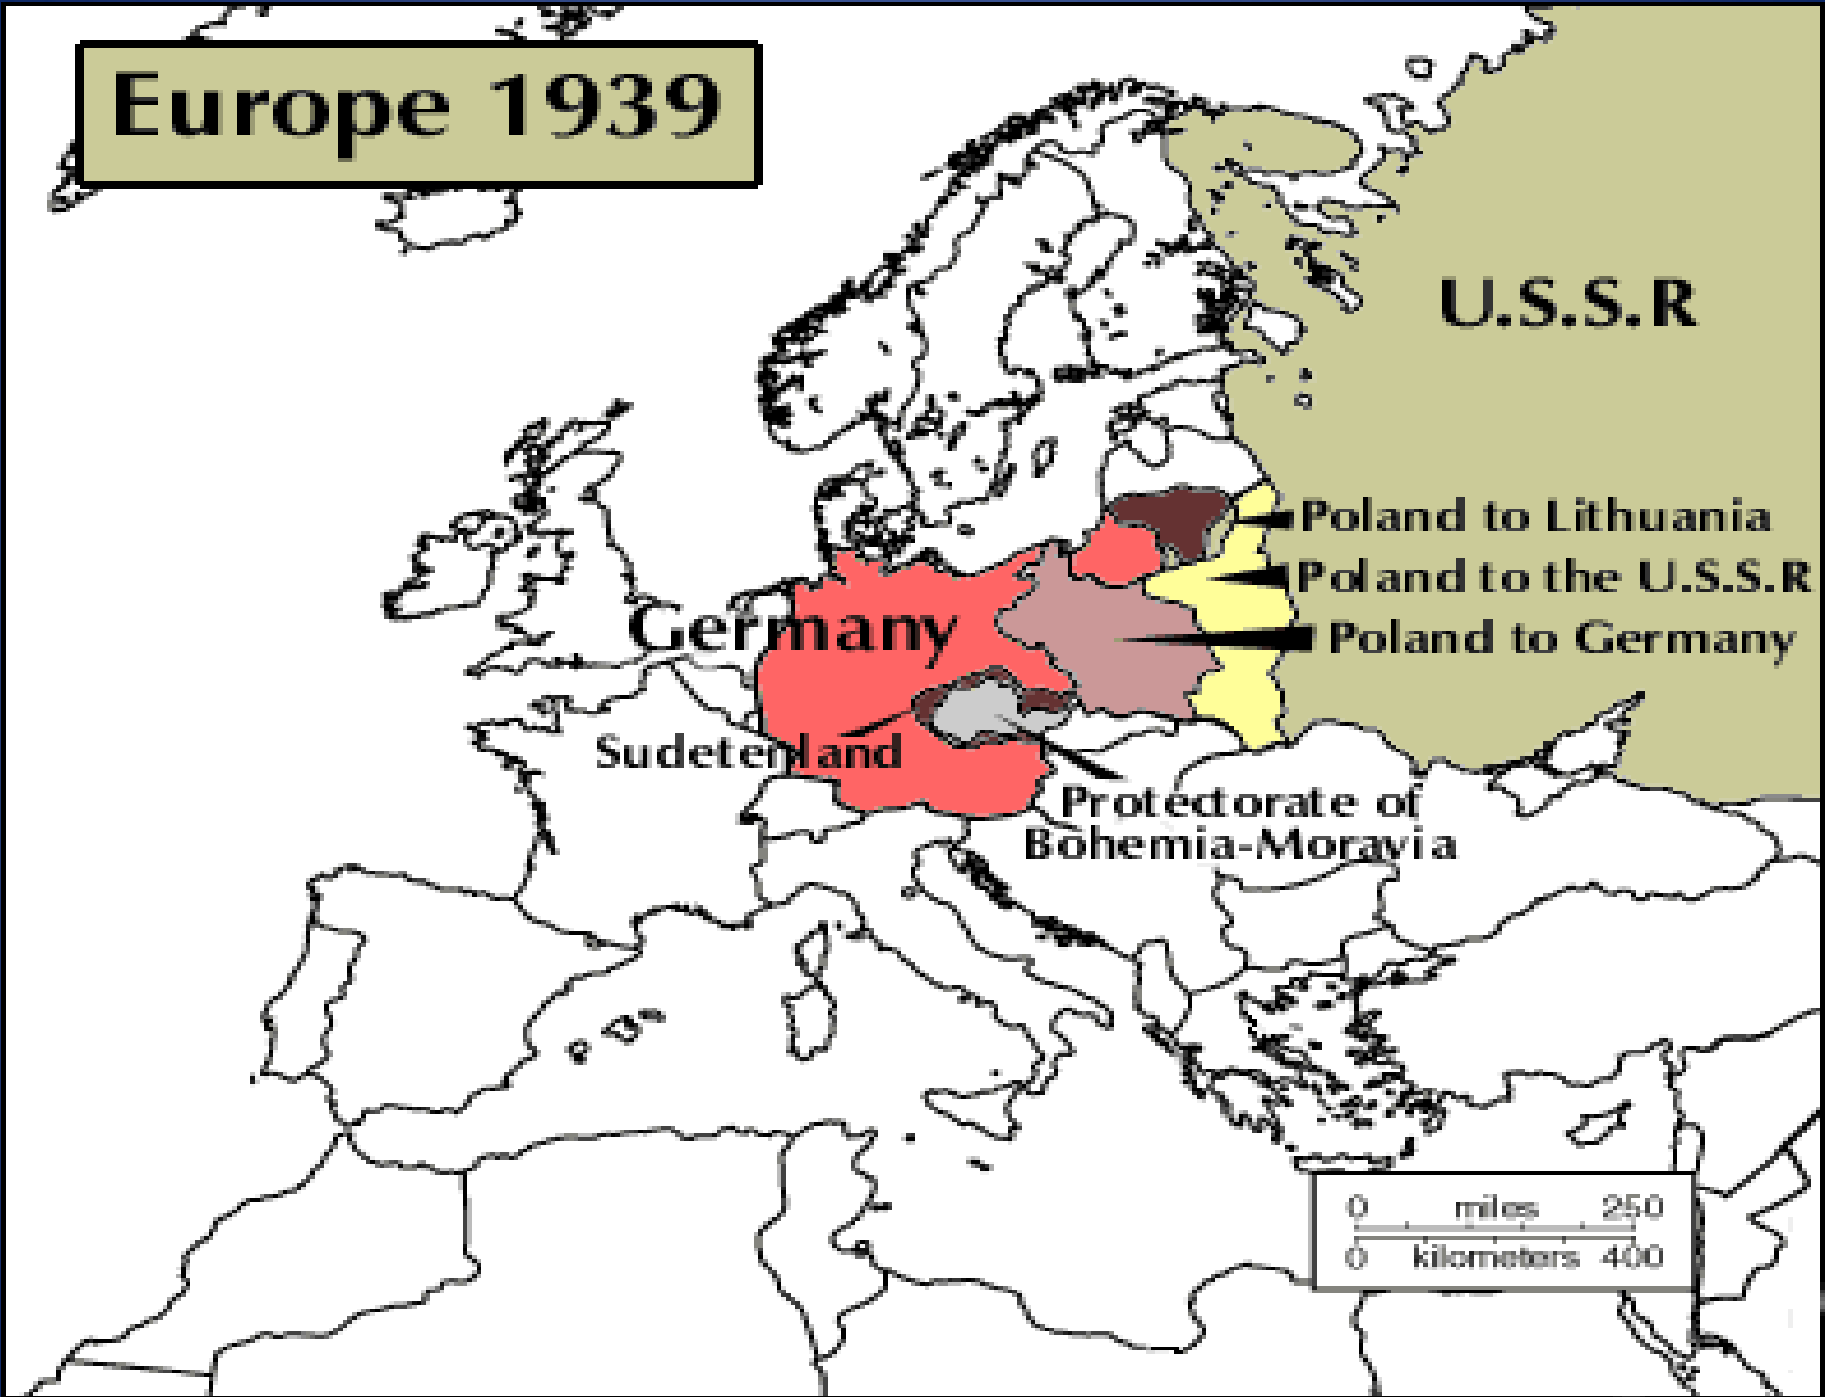 Europe 1939
U.S.S.R
Poland to Lithuania
Poland to the U.S.S.R
Poland to Germany
Germany
Sudetenland
Protectorate of
Bohemia-Moravia
0 miles 250
0 kilometers 400